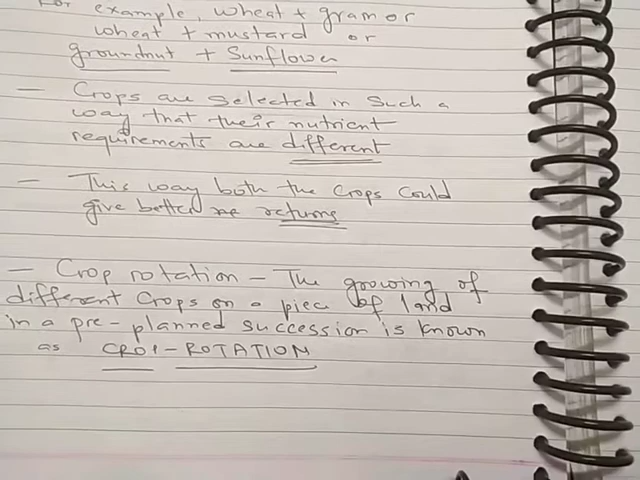 For example, wheat + gram or
wheat + mustard or
groundnut + Sunflower
— Crops are selected in such a
way that their nutrient
requirements are different
— This way both the crops could
give better re returns
— Crop rotation – The growing of
different crops on a piec of land
in a pre-planned succession is known
as CROP-ROTATION